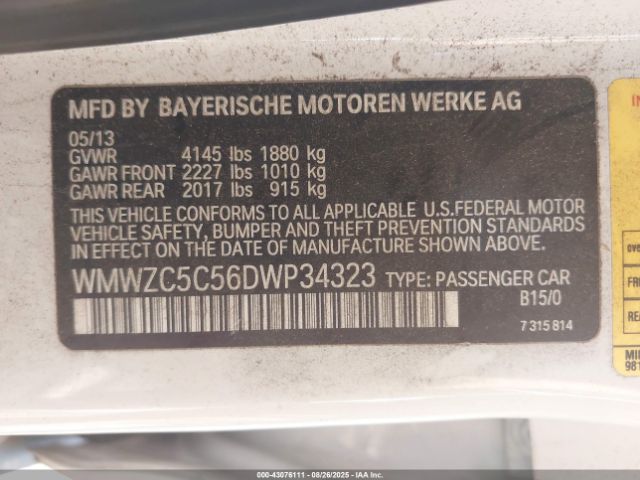 MFD BY BAYERISCHE MOTOREN WERKE AG
05/13
GVWR 4145 lbs 1880 kg
GAWR FRONT 2227 lbs 1010 kg
GAWR REAR 2017 lbs 915 kg
THIS VEHICLE CONFORMS TO ALL APPLICABLE U.S.FEDERAL MOTOR
VEHICLE SAFETY, BUMPER AND THEFT PREVENTION STANDARDS
IN EFFECT ON THE DATE OF MANUFACTURE SHOWN ABOVE.
WMWZC5C56DWP34323 TYPE: PASSENGER CAR
B15/0
7 315 814
000-43076111 - 08/26/2025 - IAAI.COM